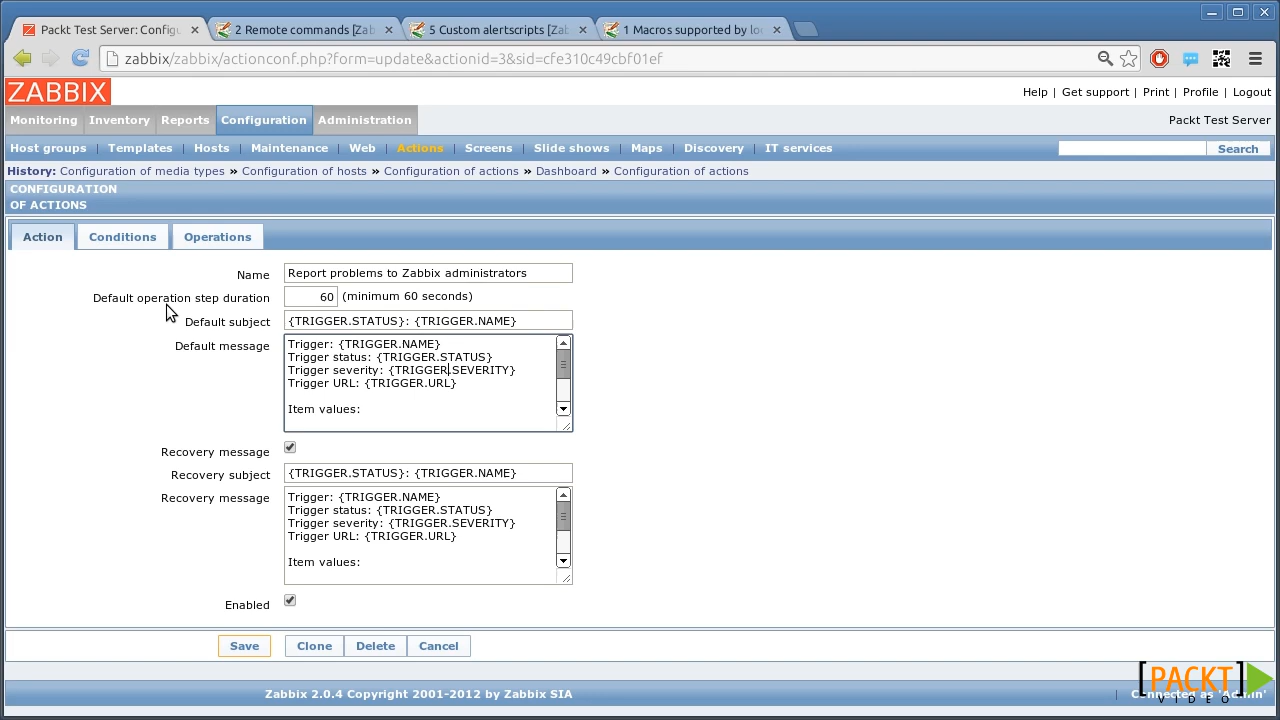 Packt Test Server: Config
2 Remote commands [Zab
5 Custom alertscripts [Zab
1 Macros supported by lo
zabbix/zabbix/actionconf.php?form=update&actionid=3&sid=cfe310c49cbf01ef
ZABBIX
Help | Get support | Print | Profile | Logout
Monitoring Inventory Reports Configuration Administration
Packt Test Server
Host groups | Templates | Hosts | Maintenance | Web | Actions | Screens | Slide shows | Maps | Discovery | IT services
Search
History: Configuration of media types » Configuration of hosts » Configuration of actions » Dashboard » Configuration of actions
CONFIGURATION
OF ACTIONS
Action Conditions Operations
Name Report problems to Zabbix administrators
Default operation step duration 60 (minimum 60 seconds)
Default subject {TRIGGER.STATUS}: {TRIGGER.NAME}
Default message Trigger: {TRIGGER.NAME}
Trigger status: {TRIGGER.STATUS}
Trigger severity: {TRIGGER.SEVERITY}
Trigger URL: {TRIGGER.URL}
Item values:
Recovery message
Recovery subject {TRIGGER.STATUS}: {TRIGGER.NAME}
Recovery message Trigger: {TRIGGER.NAME}
Trigger status: {TRIGGER.STATUS}
Trigger severity: {TRIGGER.SEVERITY}
Trigger URL: {TRIGGER.URL}
Item values:
Enabled
Save Clone Delete Cancel
Zabbix 2.0.4 Copyright 2001-2012 by Zabbix SIA
| Connected as 'Admin'
[PACKT]
VIDEO